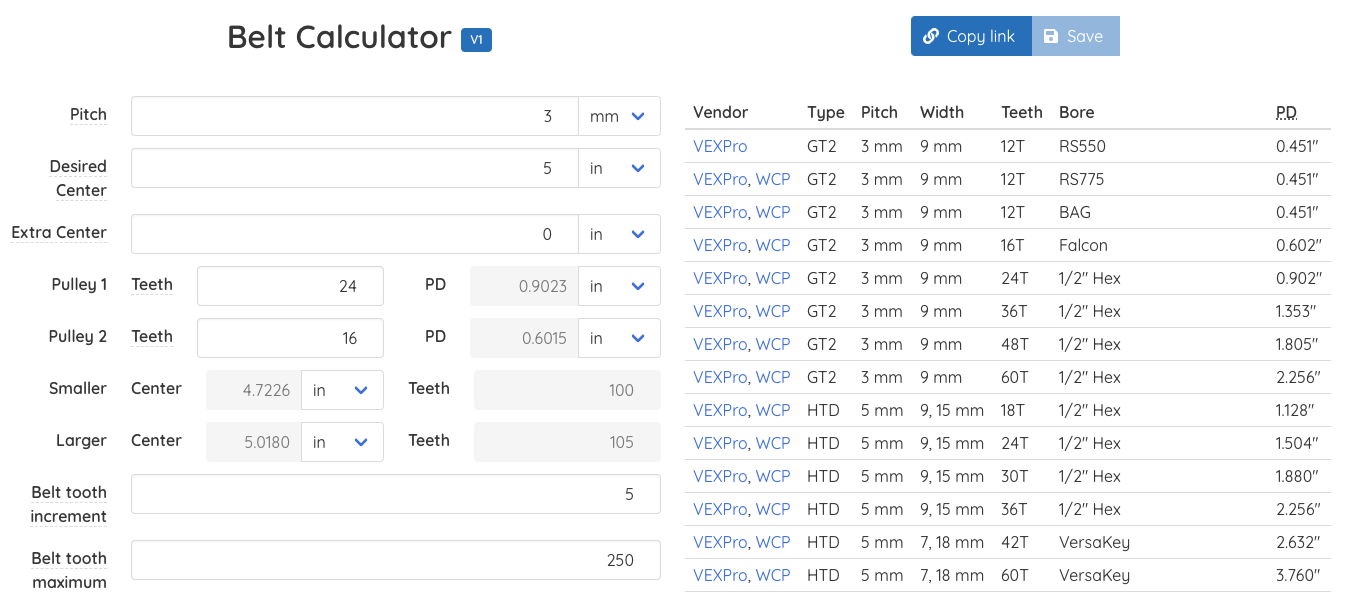 Belt Calculator V1
Copy link Save
Pitch 3 mm
Desired Center 5 in
Extra Center 0 in
Pulley 1 Teeth 24 PD 0.9023 in
Pulley 2 Teeth 16 PD 0.6015 in
Smaller Center 4.7226 in Teeth 100
Larger Center 5.0180 in Teeth 105
Belt tooth increment 5
Belt tooth maximum 250
Vendor Type Pitch Width Teeth Bore PD
VEXPro GT2 3 mm 9 mm 12T RS550 0.451"
VEXPro, WCP GT2 3 mm 9 mm 12T RS775 0.451"
VEXPro, WCP GT2 3 mm 9 mm 12T BAG 0.451"
VEXPro, WCP GT2 3 mm 9 mm 16T Falcon 0.602"
VEXPro, WCP GT2 3 mm 9 mm 24T 1/2" Hex 0.902"
VEXPro, WCP GT2 3 mm 9 mm 36T 1/2" Hex 1.353"
VEXPro, WCP GT2 3 mm 9 mm 48T 1/2" Hex 1.805"
VEXPro, WCP GT2 3 mm 9 mm 60T 1/2" Hex 2.256"
VEXPro, WCP HTD 5 mm 9, 15 mm 18T 1/2" Hex 1.128"
VEXPro, WCP HTD 5 mm 9, 15 mm 24T 1/2" Hex 1.504"
VEXPro, WCP HTD 5 mm 9, 15 mm 30T 1/2" Hex 1.880"
VEXPro, WCP HTD 5 mm 9, 15 mm 36T 1/2" Hex 2.256"
VEXPro, WCP HTD 5 mm 7, 18 mm 42T VersaKey 2.632"
VEXPro, WCP HTD 5 mm 7, 18 mm 60T VersaKey 3.760"